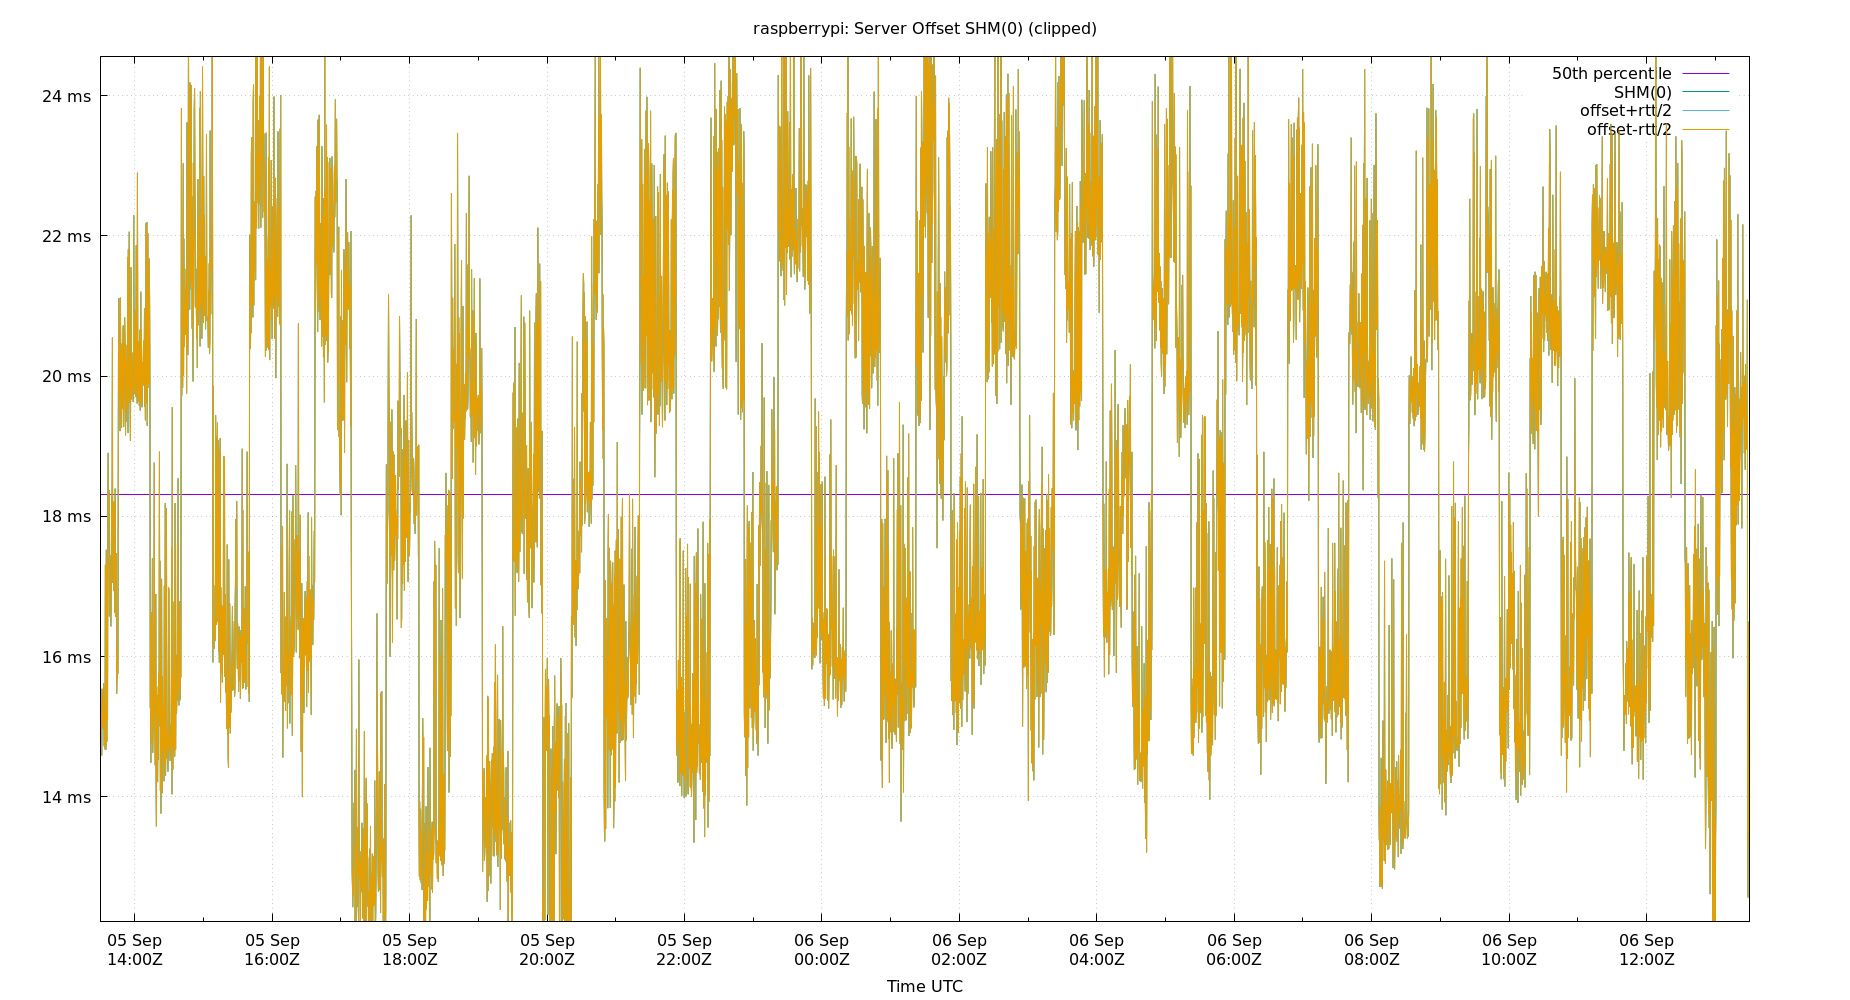 raspberrypi: Server Offset SHM(0) (clipped)
50th percentile
SHM(0)
offset+rtt/2
offset-rtt/2
24 ms
22 ms
20 ms
18 ms
16 ms
14 ms
05 Sep 05 Sep 05 Sep 05 Sep 05 Sep 06 Sep 06 Sep 06 Sep 06 Sep 06 Sep 06 Sep 06 Sep
14:00Z 16:00Z 18:00Z 20:00Z 22:00Z 00:00Z 02:00Z 04:00Z 06:00Z 08:00Z 10:00Z 12:00Z
Time UTC